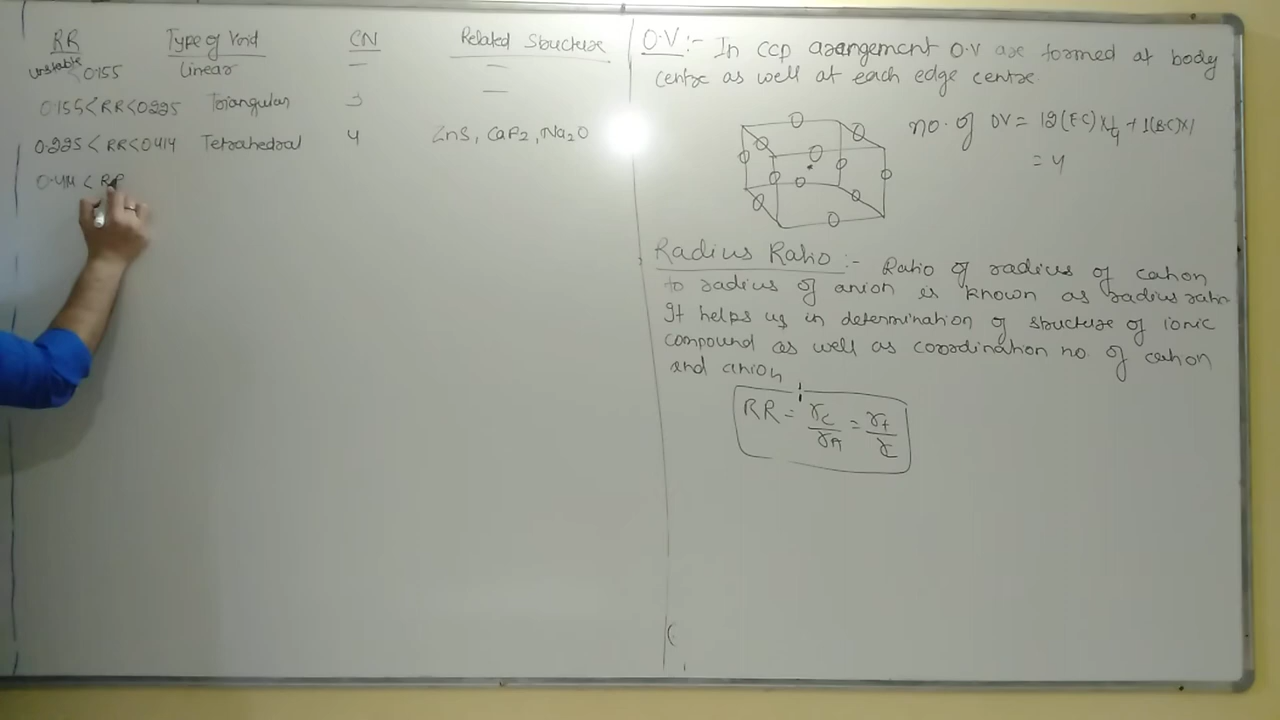 RR Type of Void CN Related Structure
unstable < 0.155 Linear — —
0.155 < RR < 0.225 Triangular 3 —
0.225 < RR < 0.414 Tetrahedral 4 ZnS, CaF2, Na2O
0.414 < RR
O.V :- In ccp arrangement O.V are formed at body
centre as well at each edge centre
no. of OV = 12(EC)x1/4 + 1(BC)x1
= 4
Radius Ratio :- Ratio of radius of cation
to radius of anion is known as radius ratio
It helps us in determination of structure of ionic
compound as well as coordination no. of cation
and anion
RR = rc/rA = r+/r-